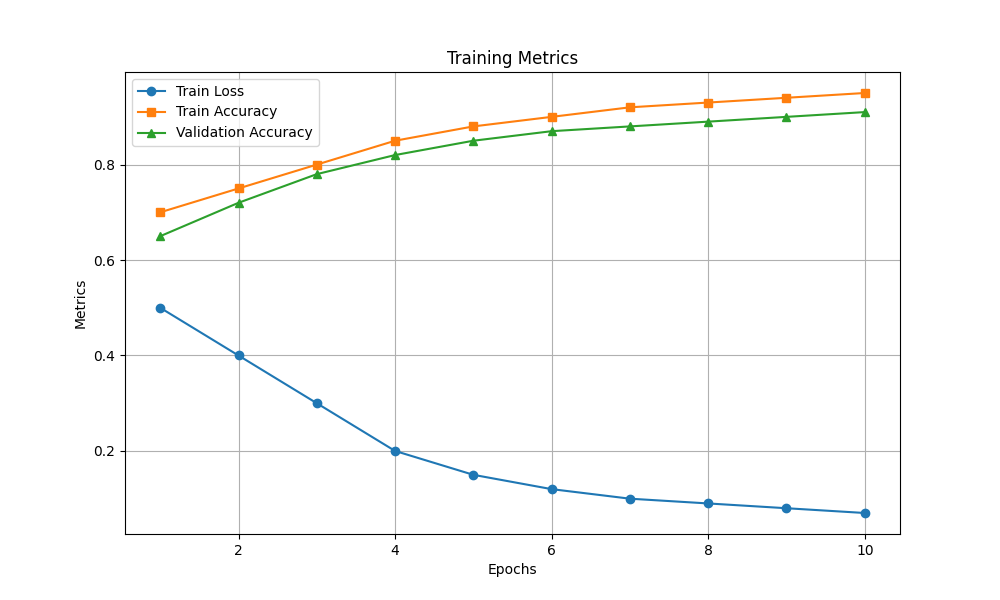 Training Metrics
Train Loss
Train Accuracy
Validation Accuracy
0.8
0.6
0.4
0.2
Metrics
2 4 6 8 10
Epochs